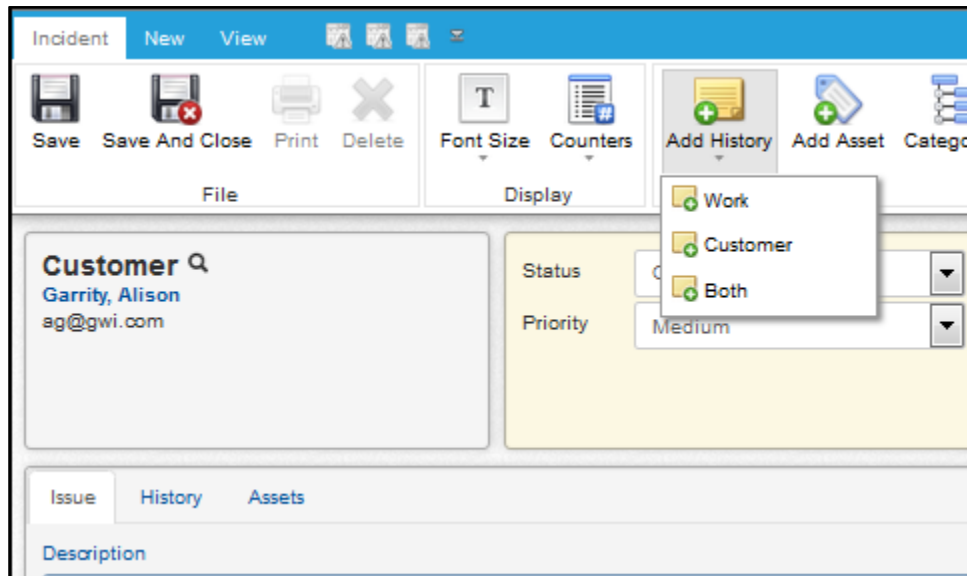 Incident New View
Save Save And Close Print Delete Font Size Counters Add History Add Asset
File Display
Work
Customer
Both
Customer
Garrity, Alison
ag@gwi.com
Status
Priority Medium
Issue History Assets
Description